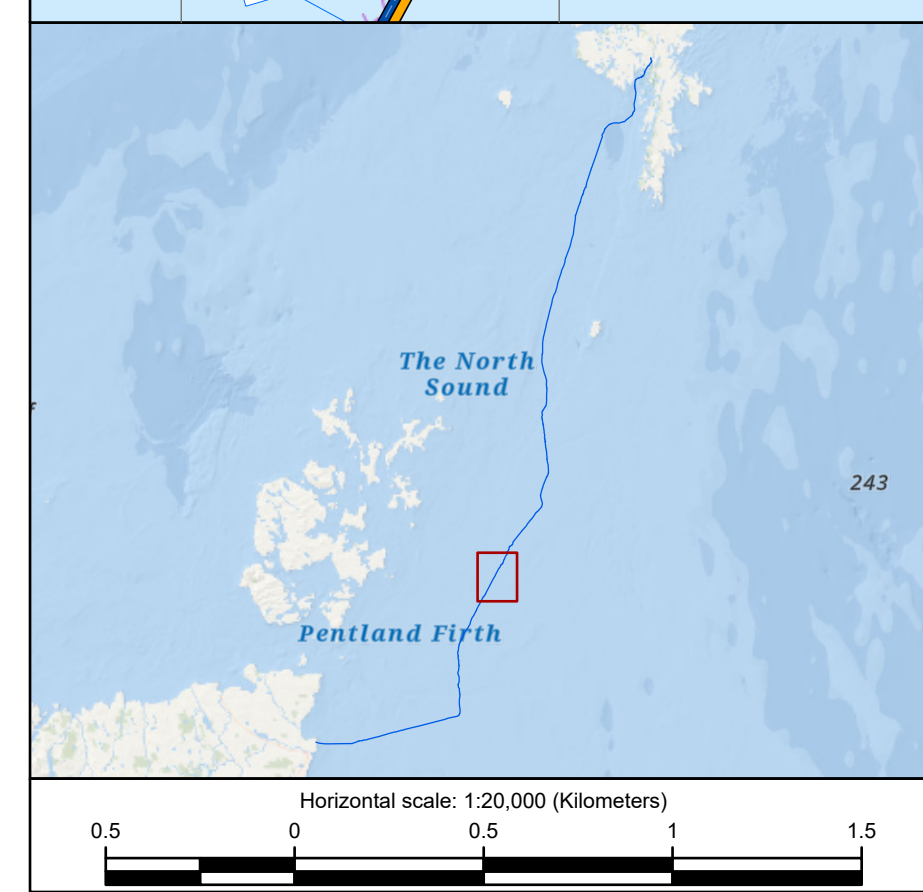 The North
Sound
243
Pentland Firth
Horizontal scale: 1:20,000 (Kilometers)
0.5 0 0.5 1 1.5